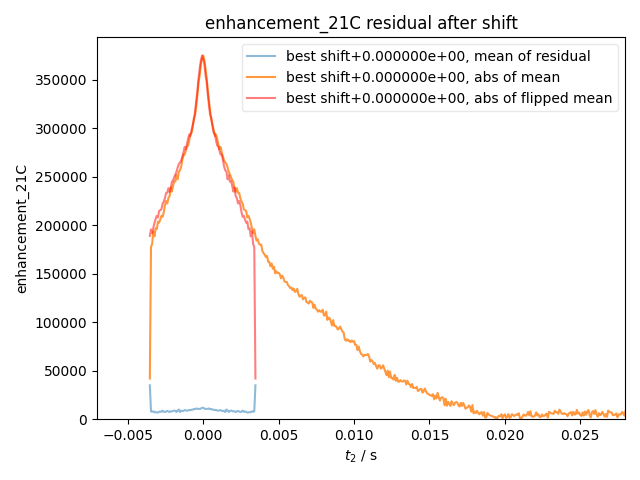 enhancement_21C residual after shift
best shift+0.000000e+00, mean of residual
best shift+0.000000e+00, abs of mean
best shift+0.000000e+00, abs of flipped mean
enhancement_21C
350000
300000
250000
200000
150000
100000
50000
0
−0.005
0.000
0.005
0.010
0.015
0.020
0.025
t₂ / s